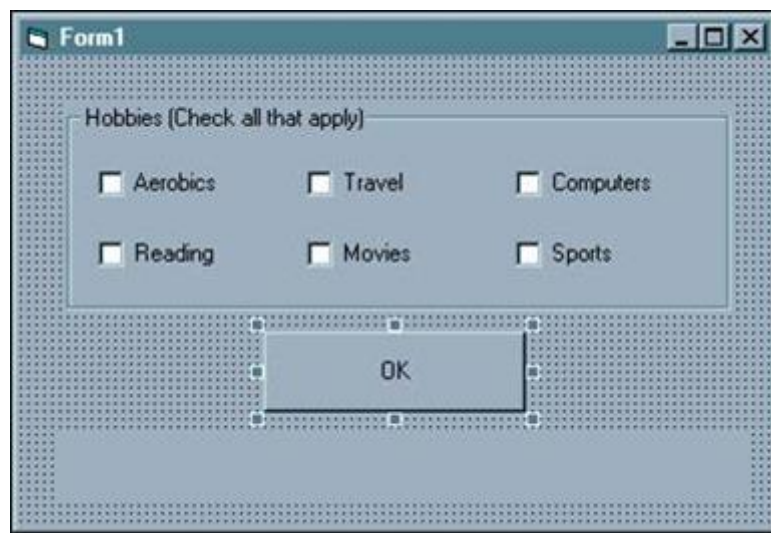 Form1
Hobbies (Check all that apply)
Aerobics Travel Computers
Reading Movies Sports
OK